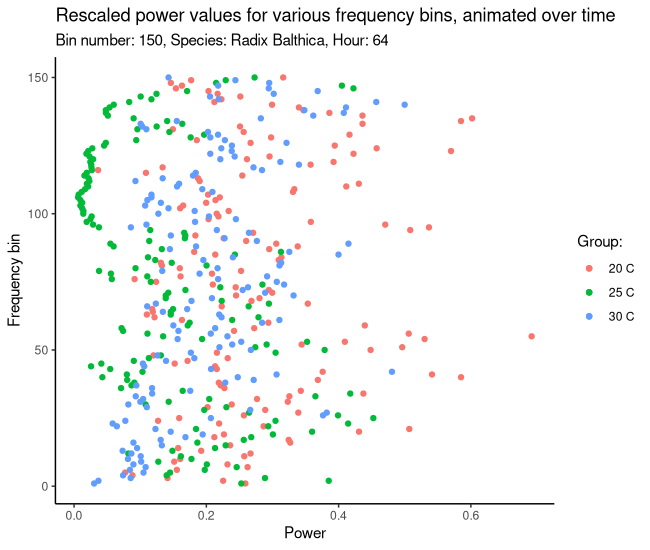 Rescaled power values for various frequency bins, animated over time
Bin number: 150, Species: Radix Balthica, Hour: 64
150
100
50
0
Frequency bin
0.0 0.2 0.4 0.6
Power
Group:
20 C
25 C
30 C